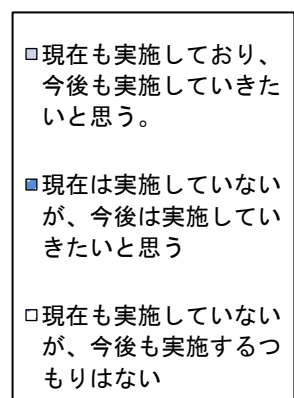 現在も実施しており、
今後も実施していきた
いと思う。
現在は実施していない
が、今後は実施してい
きたいと思う
現在も実施していない
が、今後も実施するつ
もりはない